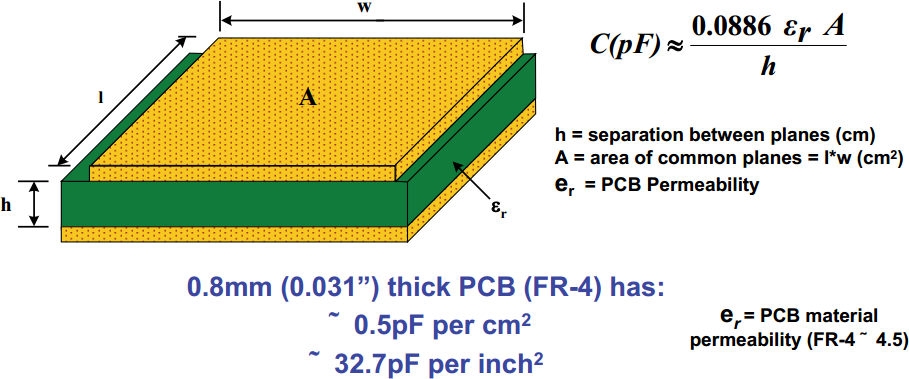 w
C(pF) ≈ 0.0886 εr A / h
l
A
h = separation between planes (cm)
A = area of common planes = l*w (cm²)
er = PCB Permeability
h
εr
0.8mm (0.031”) thick PCB (FR-4) has:
~ 0.5pF per cm²
~ 32.7pF per inch²
er = PCB material
permeability (FR-4 ~ 4.5)